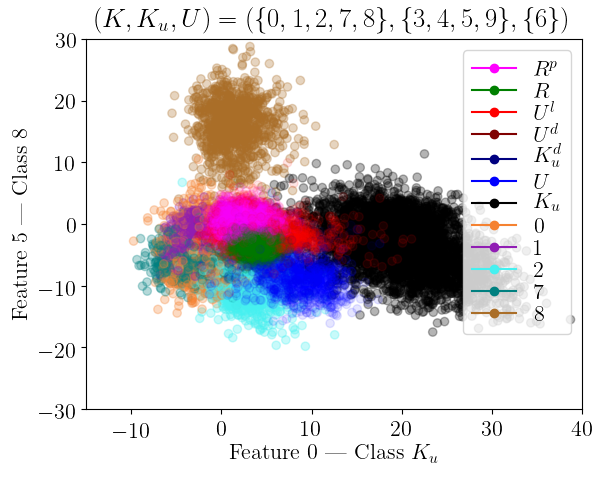 (K, K_u, U) = ({0, 1, 2, 7, 8}, {3, 4, 5, 9}, {6})
30
20
10
0
−10
−20
−30
Feature 5 — Class 8
−10 0 10 20 30 40
Feature 0 — Class K_u
R^p
R
U^l
U^d
K_u^d
U
K_u
0
1
2
7
8